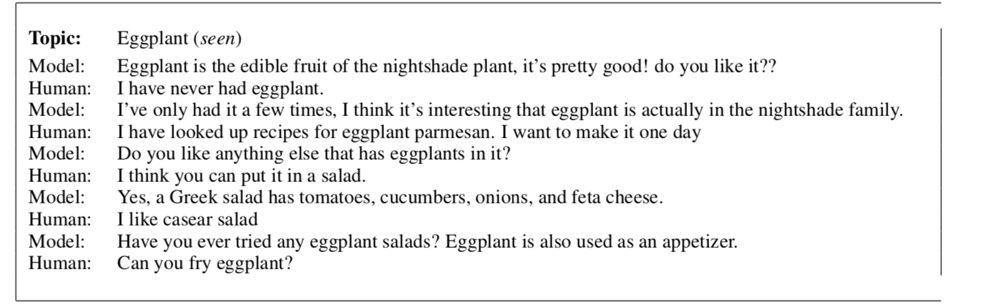 Topic: Eggplant (seen)
Model: Eggplant is the edible fruit of the nightshade plant, it's pretty good! do you like it??
Human: I have never had eggplant.
Model: I've only had it a few times, I think it's interesting that eggplant is actually in the nightshade family.
Human: I have looked up recipes for eggplant parmesan. I want to make it one day
Model: Do you like anything else that has eggplants in it?
Human: I think you can put it in a salad.
Model: Yes, a Greek salad has tomatoes, cucumbers, onions, and feta cheese.
Human: I like casear salad
Model: Have you ever tried any eggplant salads? Eggplant is also used as an appetizer.
Human: Can you fry eggplant?